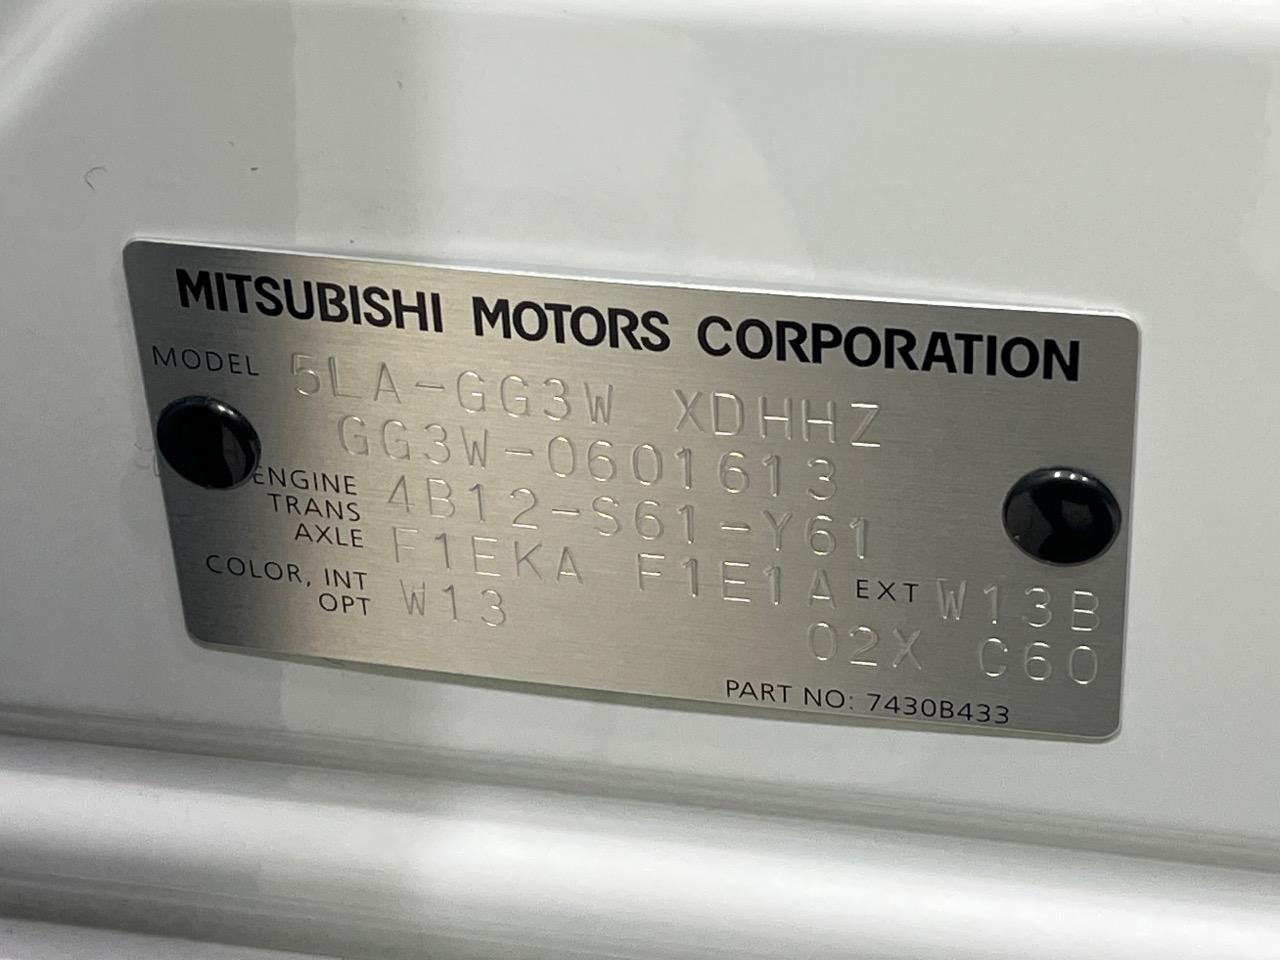 MITSUBISHI MOTORS CORPORATION
MODEL 5LA-GG3W XDHHZ
GG3W-0601613
ENGINE 4B12-S61-Y61
TRANS
AXLE F1EKA F1E1A
COLOR, INT W13 EXT W13B
OPT 02X C60
PART NO: 7430B433